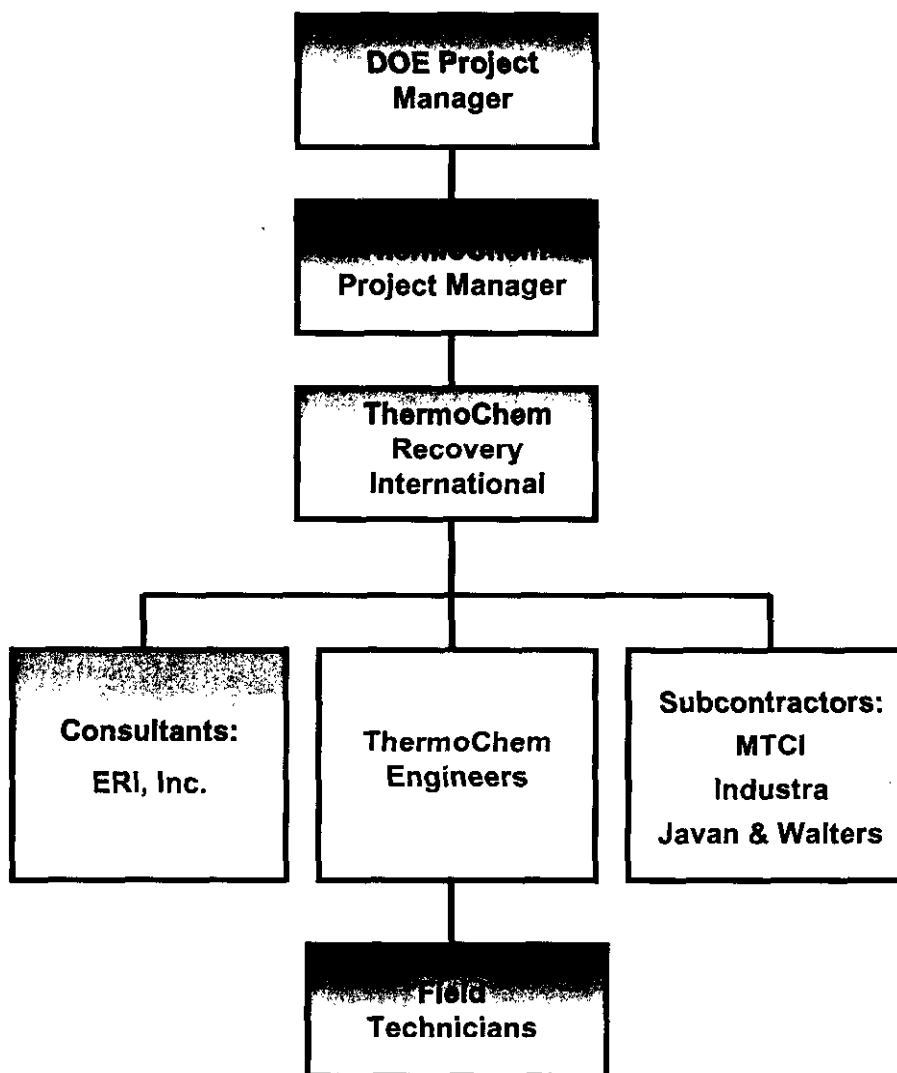 DOE Project
Manager
ThermoChem
Project Manager
ThermoChem
Recovery
International
Consultants:
ERI, Inc.
ThermoChem
Engineers
Subcontractors:
MTCI
Industra
Javan & Walters
Field
Technicians